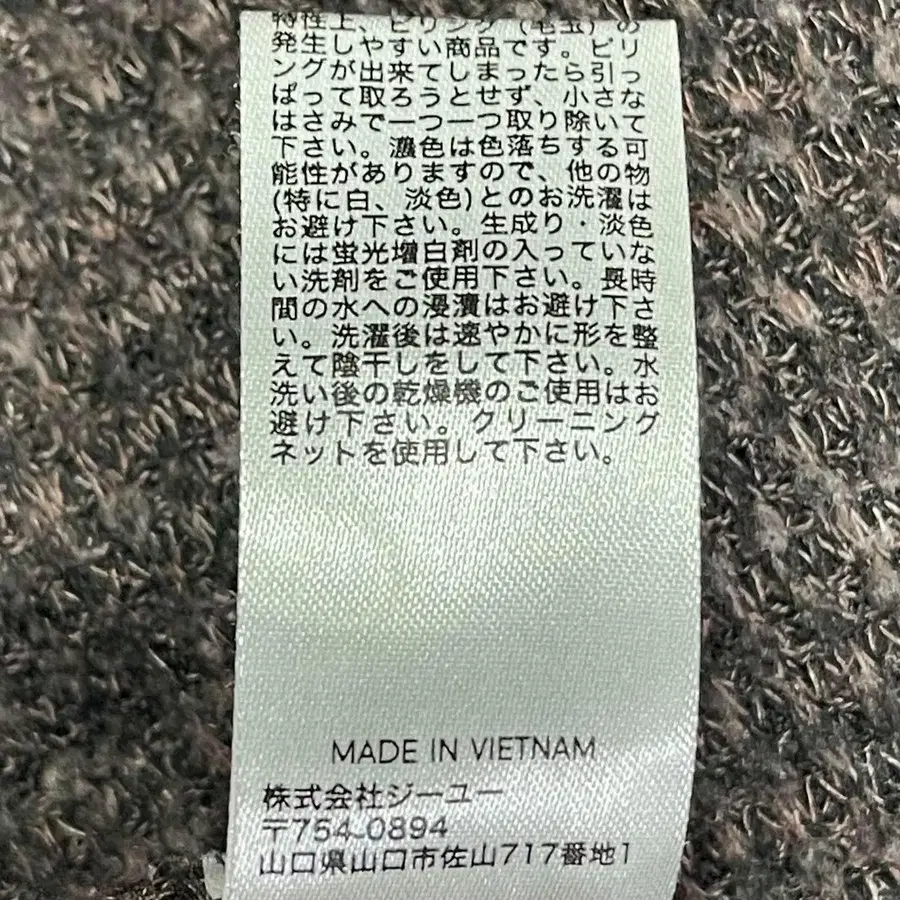 特性上、ピリング（毛玉）の
発生しやすい商品です。ピリ
ングが出来てしまったら引っ
ぱって取ろうとせず、小さな
はさみで一つ一つ取り除いて
下さい。濃色は色落ちする可
能性がありますので、他の物
(特に白、淡色)とのお洗濯は
お避け下さい。生成り・淡色
には蛍光増白剤の入っていな
い洗剤をご使用下さい。長時
間の水への浸漬はお避け下さ
い。洗濯後は速やかに形を整
えて陰干しをして下さい。水
洗い後の乾燥機のご使用はお
避け下さい。クリーニング
ネットを使用して下さい。
MADE IN VIETNAM
株式会社ジーユー
〒754-0894
山口県山口市佐山717番地1